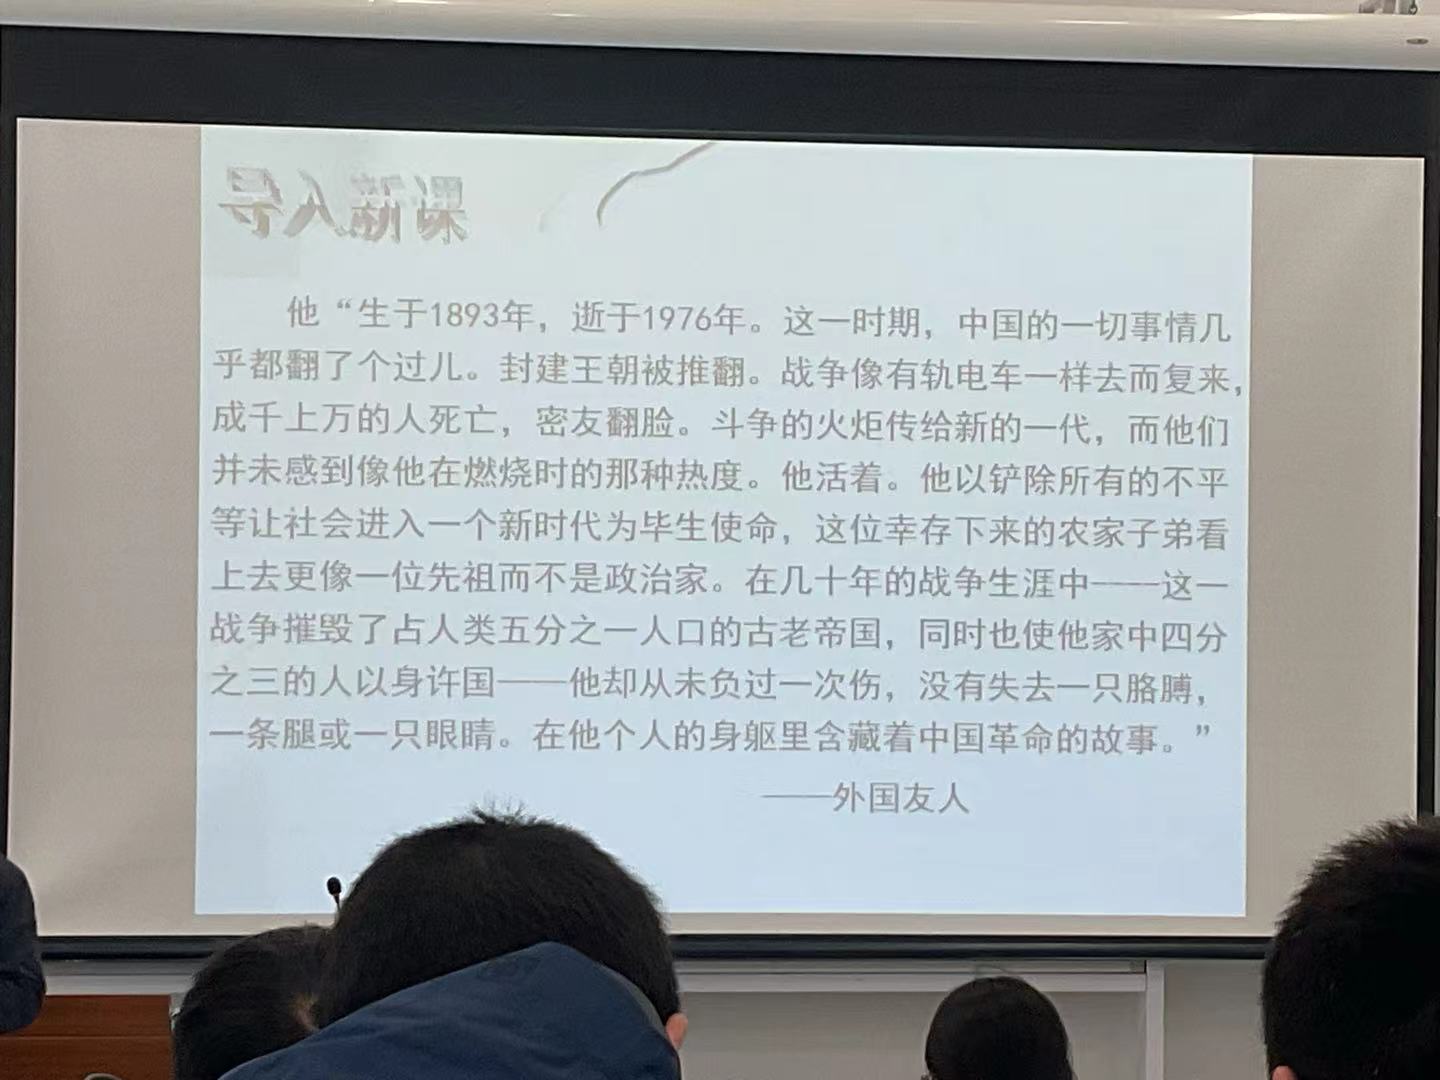 导入新课
他“生于1893年，逝于1976年。这一时期，中国的一切事情几
乎都翻了个过儿。封建王朝被推翻。战争像有轨电车一样去而复来，
成千上万的人死亡，密友翻脸。斗争的火炬传给新的一代，而他们
并未感到像他在燃烧时的那种热度。他活着。他以铲除所有的不平
等让社会进入一个新时代为毕生使命，这位幸存下来的农家子弟看
上去更像一位先祖而不是政治家。在几十年的战争生涯中——这一
战争摧毁了占人类五分之一人口的古老帝国，同时也使他家中四分
之三的人以身许国——他却从未负过一次伤，没有失去一只胳膊，
一条腿或一只眼睛。在他个人的身躯里含藏着中国革命的故事。”
——外国友人